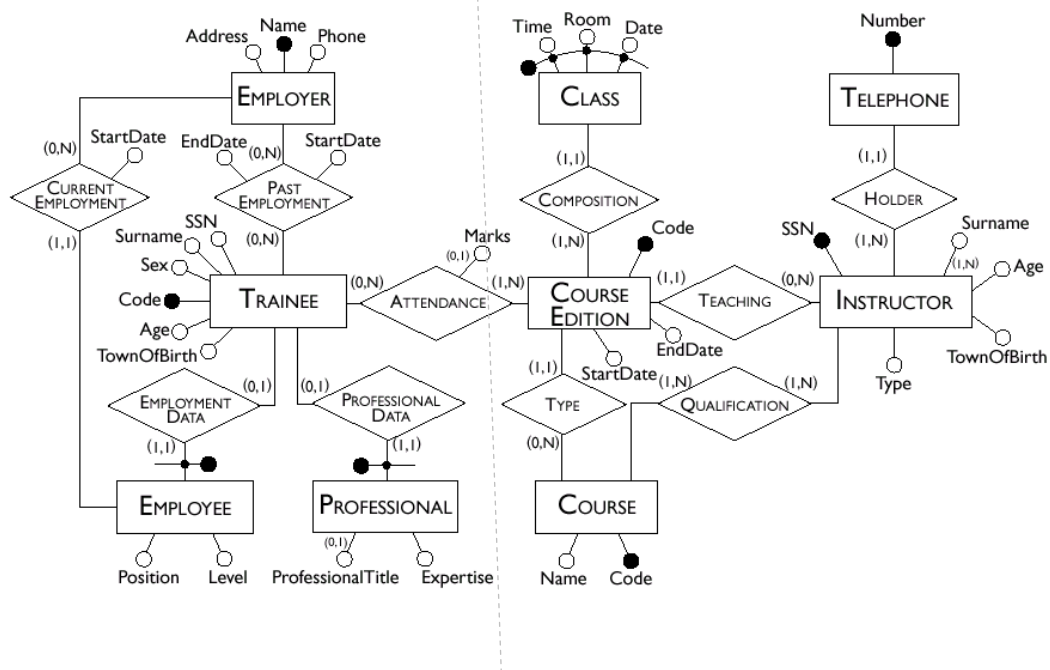 Name
Address
Phone
EMPLOYER
Room
Time
Date
CLASS
Number
TELEPHONE
(0,N)
StartDate
EndDate
StartDate
(0,N)
(1,1)
(1,1)
CURRENT
EMPLOYMENT
PAST
EMPLOYMENT
COMPOSITION
HOLDER
(1,1)
(0,N)
(1,N)
(1,N)
SSN
Surname
Sex
Code
Age
TownOfBirth
TRAINEE
(0,N)
Marks
(0,1)
ATTENDANCE
(1,N)
Code
COURSE
EDITION
(1,1)
TEACHING
(0,N)
SSN
Surname
(1,N)
Age
INSTRUCTOR
TownOfBirth
Type
EndDate
StartDate
(0,1)
(0,1)
EMPLOYMENT
DATA
PROFESSIONAL
DATA
(1,1)
(1,1)
(1,1)
TYPE
(0,N)
(1,N)
QUALIFICATION
(1,N)
EMPLOYEE
PROFESSIONAL
COURSE
Position
Level
(0,1)
ProfessionalTitle
Expertise
Name
Code